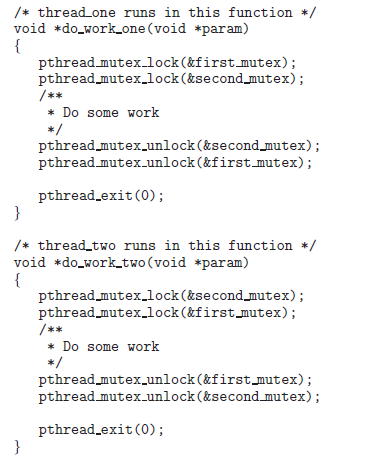 /* thread_one runs in this function */
void *do_work_one(void *param)
{
pthread_mutex_lock(&first_mutex);
pthread_mutex_lock(&second_mutex);
/**
* Do some work
*/
pthread_mutex_unlock(&second_mutex);
pthread_mutex_unlock(&first_mutex);
pthread_exit(0);
}
/* thread_two runs in this function */
void *do_work_two(void *param)
{
pthread_mutex_lock(&second_mutex);
pthread_mutex_lock(&first_mutex);
/**
* Do some work
*/
pthread_mutex_unlock(&first_mutex);
pthread_mutex_unlock(&second_mutex);
pthread_exit(0);
}